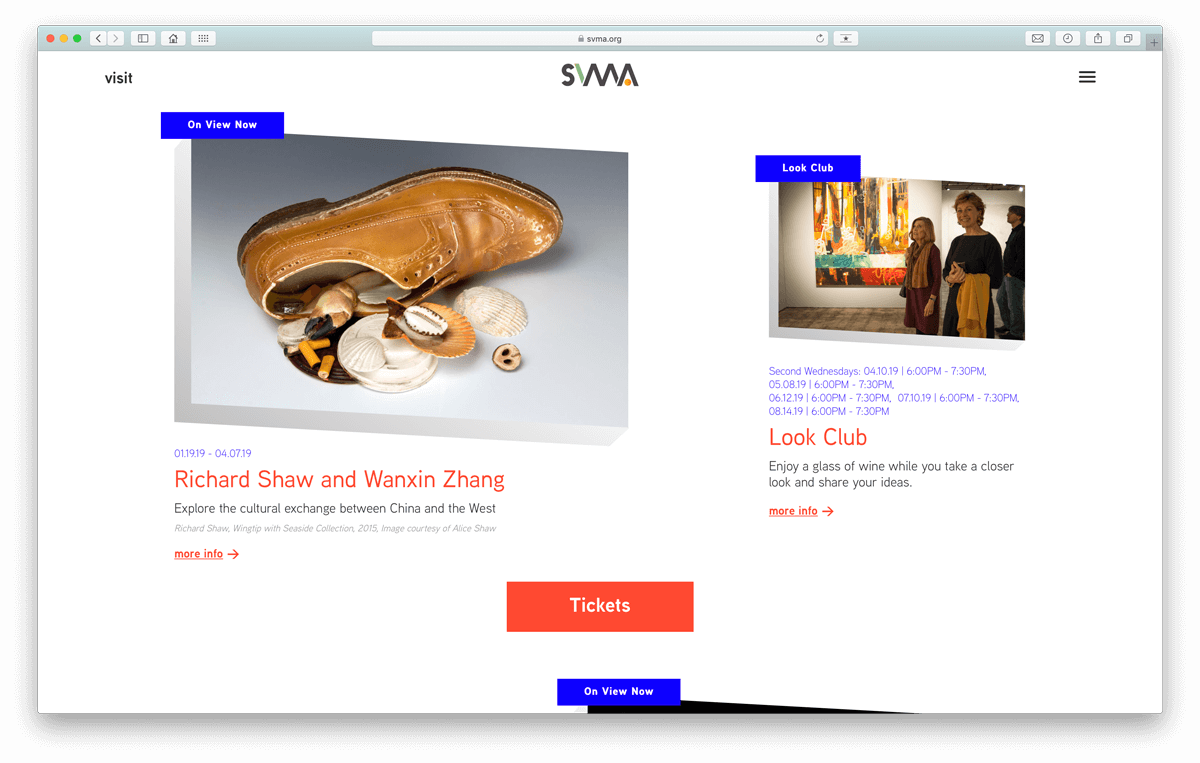 svma.org
visit
SVMA
On View Now
01.19.19 - 04.07.19
Richard Shaw and Wanxin Zhang
Explore the cultural exchange between China and the West
Richard Shaw, Wingtip with Seaside Collection, 2015, Image courtesy of Alice Shaw
more info →
Look Club
Second Wednesdays: 04.10.19 | 6:00PM - 7:30PM,
05.08.19 | 6:00PM - 7:30PM,
06.12.19 | 6:00PM - 7:30PM,  07.10.19 | 6:00PM - 7:30PM,
08.14.19 | 6:00PM - 7:30PM
Look Club
Enjoy a glass of wine while you take a closer
look and share your ideas.
more info →
Tickets
On View Now